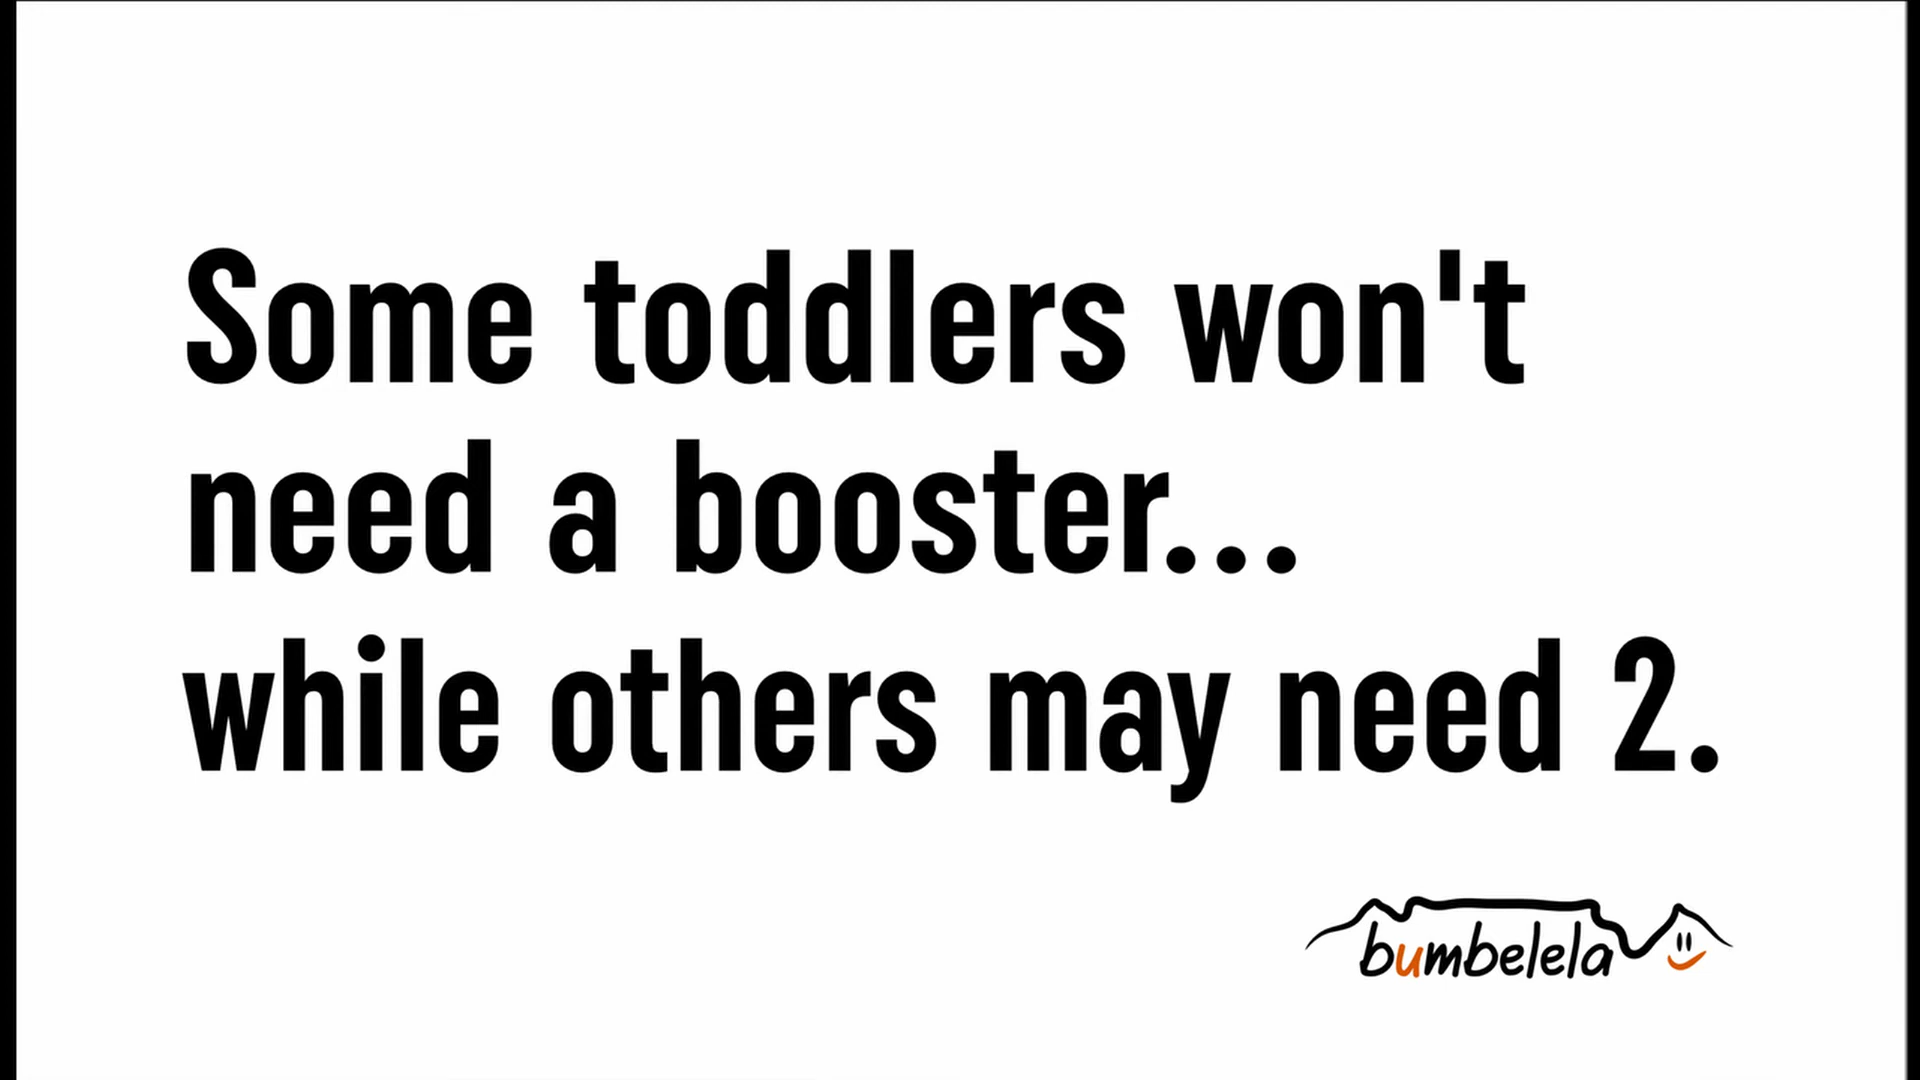 Some toddlers won't
need a booster...
while others may need 2.
bumbelela